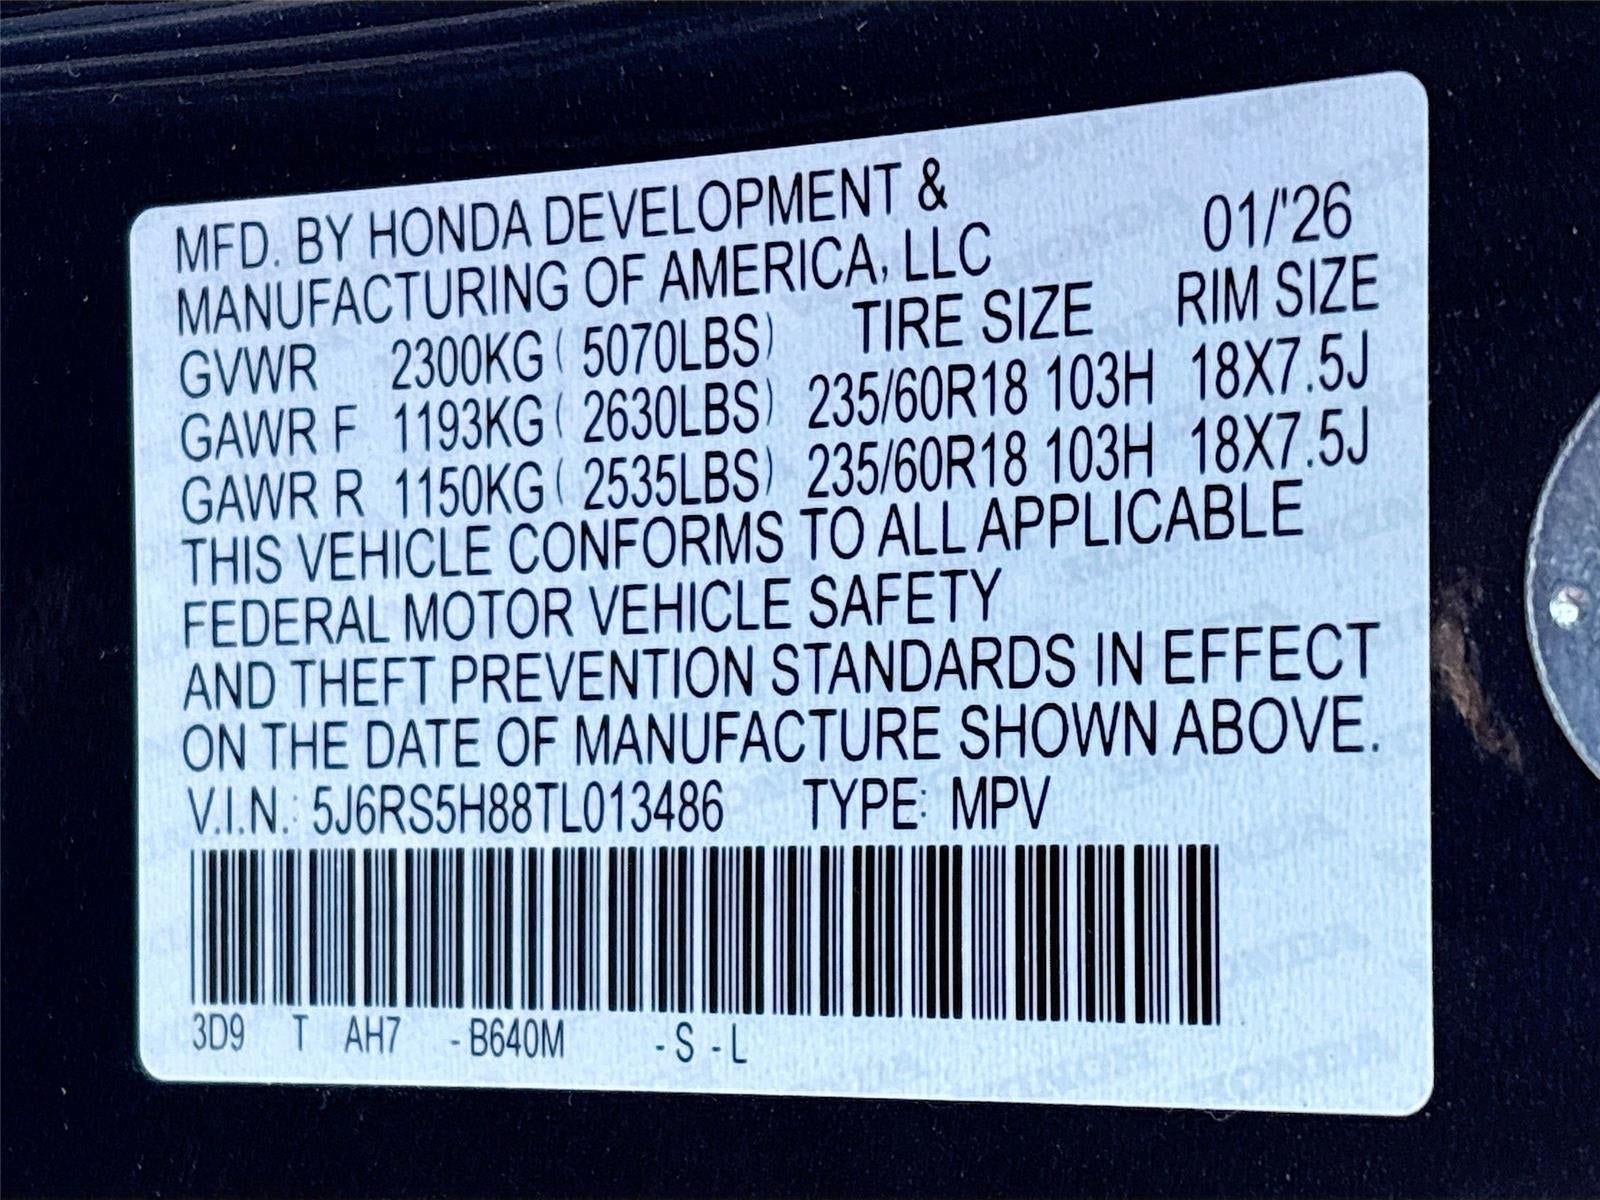 MFD. BY HONDA DEVELOPMENT &
MANUFACTURING OF AMERICA, LLC 01/'26
GVWR 2300KG ( 5070LBS) TIRE SIZE RIM SIZE
GAWR F 1193KG ( 2630LBS) 235/60R18 103H 18X7.5J
GAWR R 1150KG ( 2535LBS) 235/60R18 103H 18X7.5J
THIS VEHICLE CONFORMS TO ALL APPLICABLE
FEDERAL MOTOR VEHICLE SAFETY
AND THEFT PREVENTION STANDARDS IN EFFECT
ON THE DATE OF MANUFACTURE SHOWN ABOVE.
V.I.N.: 5J6RS5H88TL013486 TYPE: MPV
3D9 T AH7 - B640M - S - L